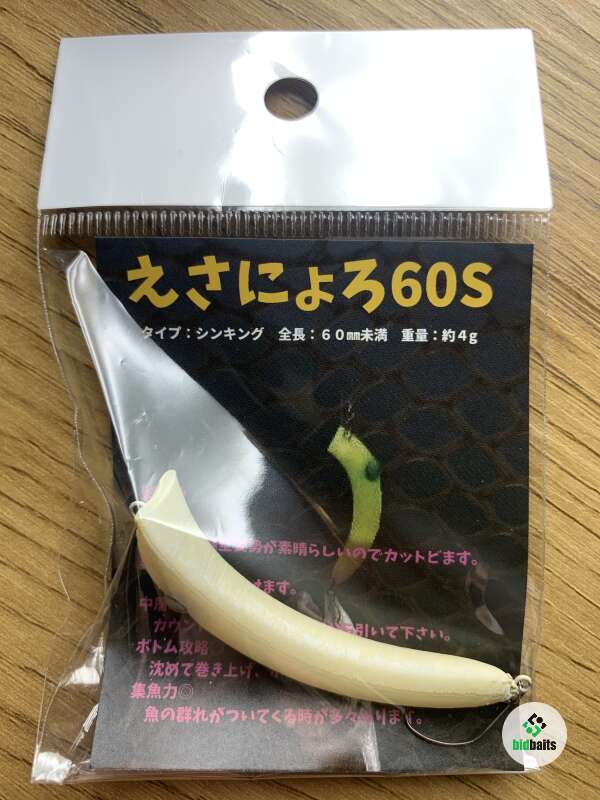 えさにょろ60S
タイプ：シンキング 全長：６０㎜未満 重量：約４g
勢が素晴らしいのでカットビます。
けます。
中層
カウン 引いて下さい。
ボトム攻略
沈めて巻き上げ、
集魚力◎
魚の群れがついてくる時が多々あります。
bidbaits